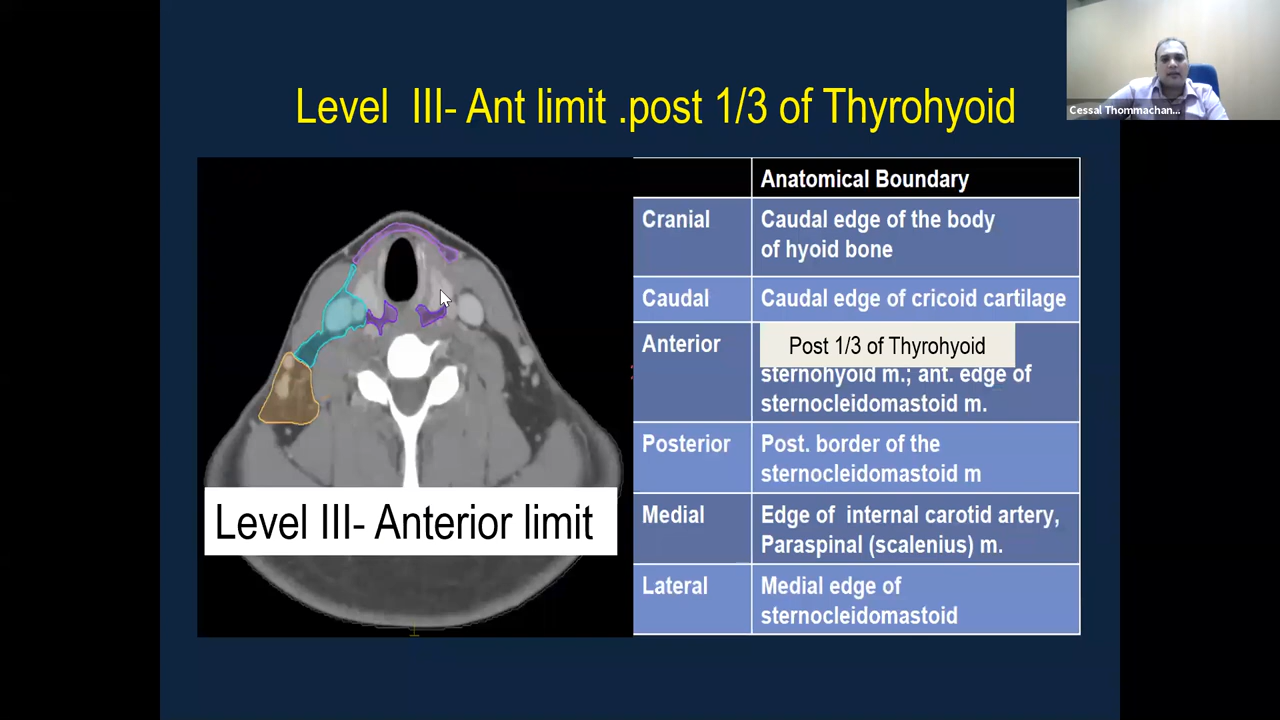 Level III- Ant limit .post 1/3 of Thyrohyoid
Cessal Thommachan...
Anatomical Boundary
Cranial
Caudal edge of the body
of hyoid bone
Caudal
Caudal edge of cricoid cartilage
Anterior
Post 1/3 of Thyrohyoid
sternohyoid m.; ant. edge of
sternocleidomastoid m.
Posterior
Post. border of the
sternocleidomastoid m
Medial
Edge of internal carotid artery,
Paraspinal (scalenius) m.
Lateral
Medial edge of
sternocleidomastoid
Level III- Anterior limit